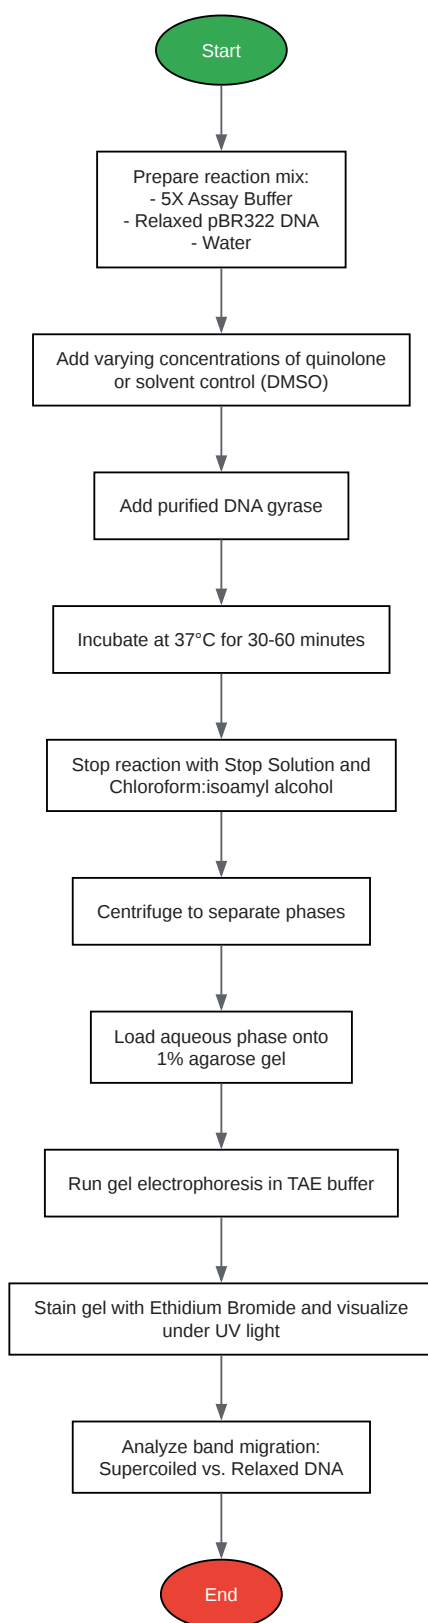 Start
Prepare reaction mix:
- 5X Assay Buffer
- Relaxed pBR322 DNA
- Water
Add varying concentrations of quinolone
or solvent control (DMSO)
Add purified DNA gyrase
Incubate at 37°C for 30-60 minutes
Stop reaction with Stop Solution and
Chloroform:isoamyl alcohol
Centrifuge to separate phases
Load aqueous phase onto
1% agarose gel
Run gel electrophoresis in TAE buffer
Stain gel with Ethidium Bromide and visualize
under UV light
Analyze band migration:
Supercoiled vs. Relaxed DNA
End